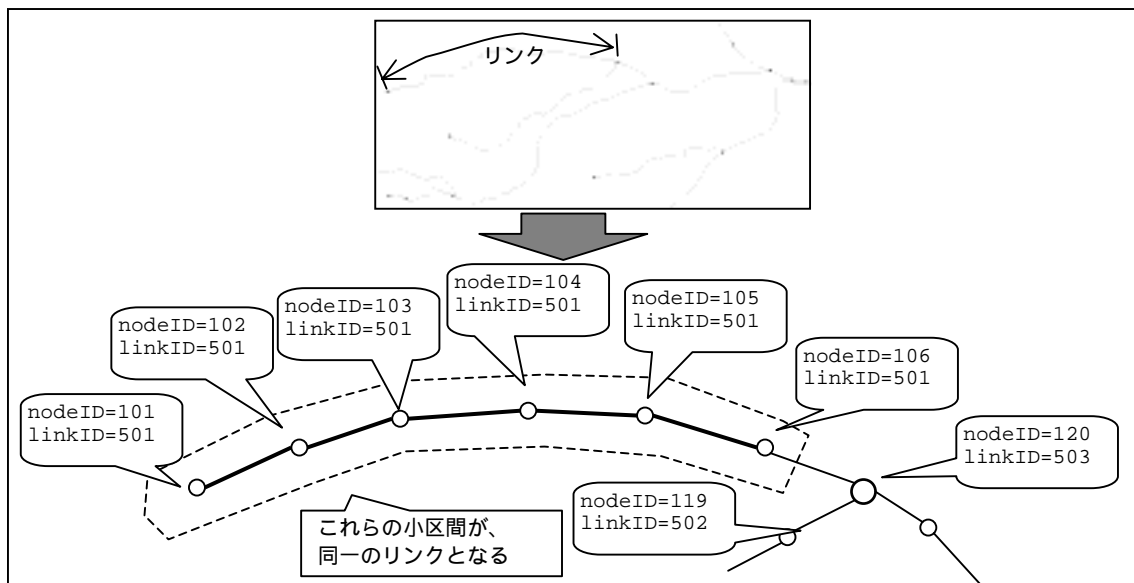 リンク
nodeID=104
linkID=501
nodeID=103
linkID=501
nodeID=105
linkID=501
nodeID=102
linkID=501
nodeID=106
linkID=501
nodeID=101
linkID=501
nodeID=120
linkID=503
nodeID=119
linkID=502
これらの小区間が、
同一のリンクとなる